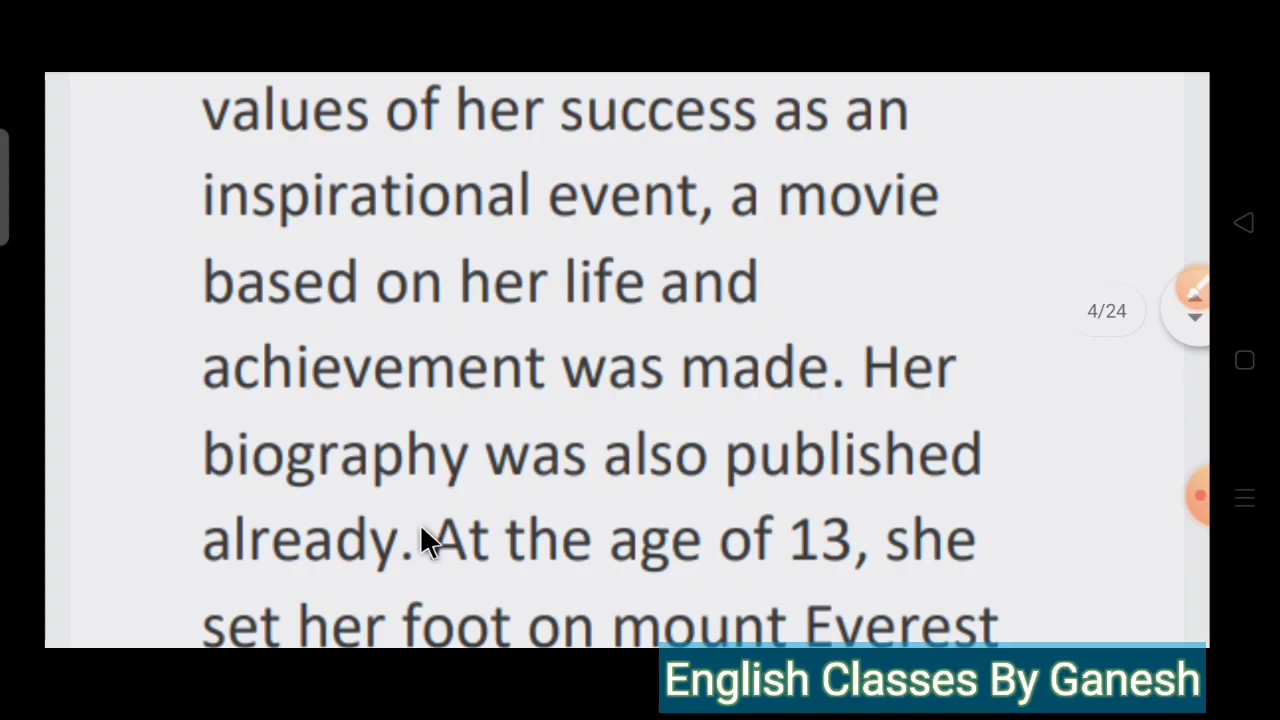 values of her success as an
inspirational event, a movie
based on her life and
4/24
achievement was made. Her
biography was also published
already. At the age of 13, she
set her foot on mount Everest
English Classes By Ganesh